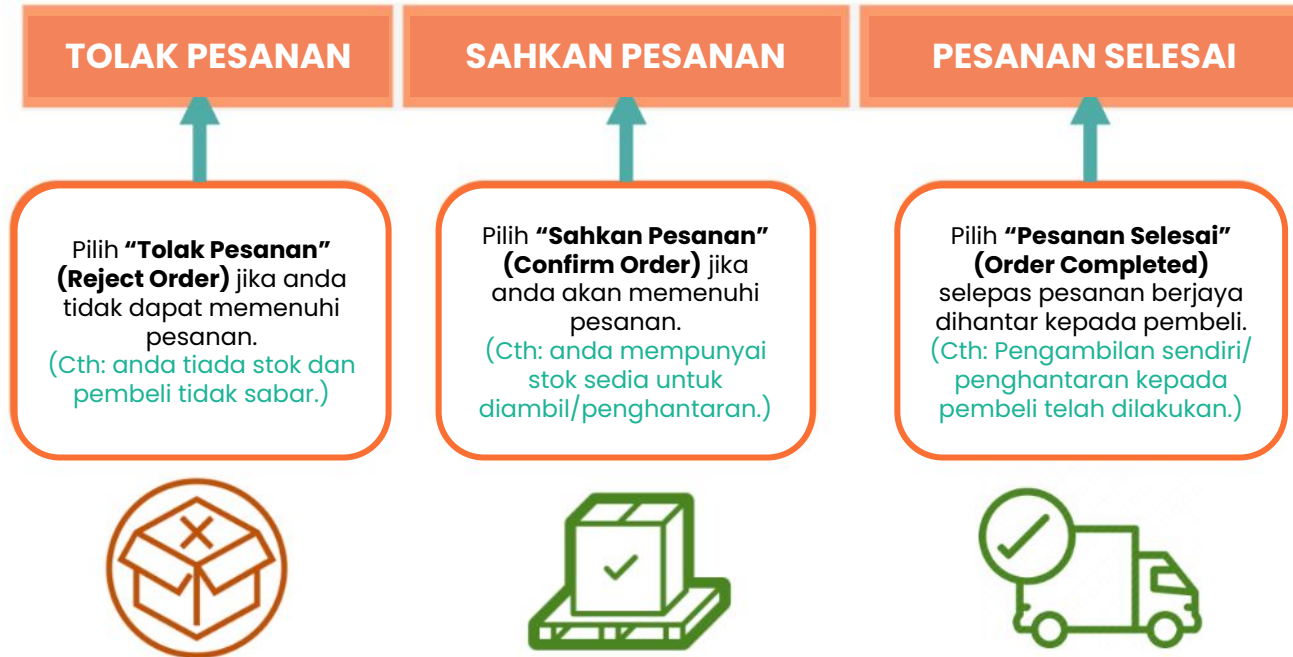 TOLAK PESANAN
SAHKAN PESANAN
PESANAN SELESAI
Pilih “Tolak Pesanan”
(Reject Order) jika anda
tidak dapat memenuhi
pesanan.
(Cth: anda tiada stok dan
pembeli tidak sabar.)
Pilih “Sahkan Pesanan”
(Confirm Order) jika
anda akan memenuhi
pesanan.
(Cth: anda mempunyai
stok sedia untuk
diambil/penghantaran.)
Pilih “Pesanan Selesai”
(Order Completed)
selepas pesanan berjaya
dihantar kepada pembeli.
(Cth: Pengambilan sendiri/
penghantaran kepada
pembeli telah dilakukan.)